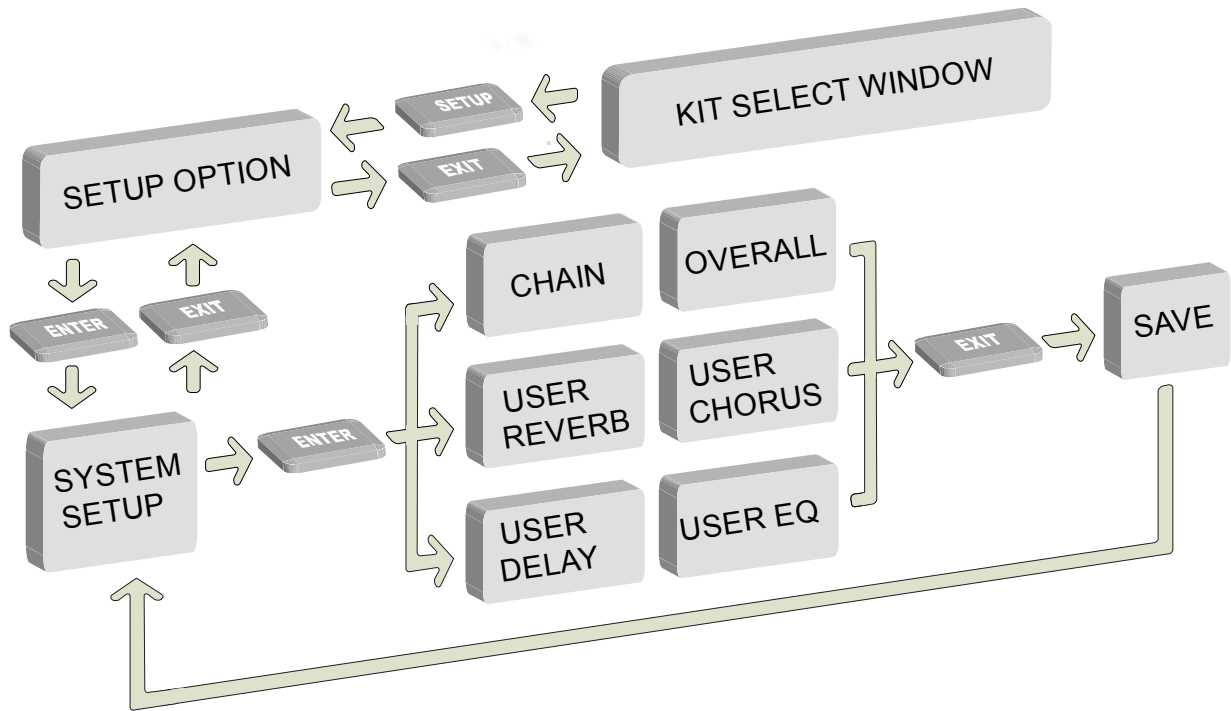 KIT SELECT WINDOW
SETUP
SETUP OPTION
EXIT
ENTER
EXIT
CHAIN
OVERALL
USER
REVERB
USER
CHORUS
USER
DELAY
USER EQ
SYSTEM
SETUP
ENTER
EXIT
SAVE